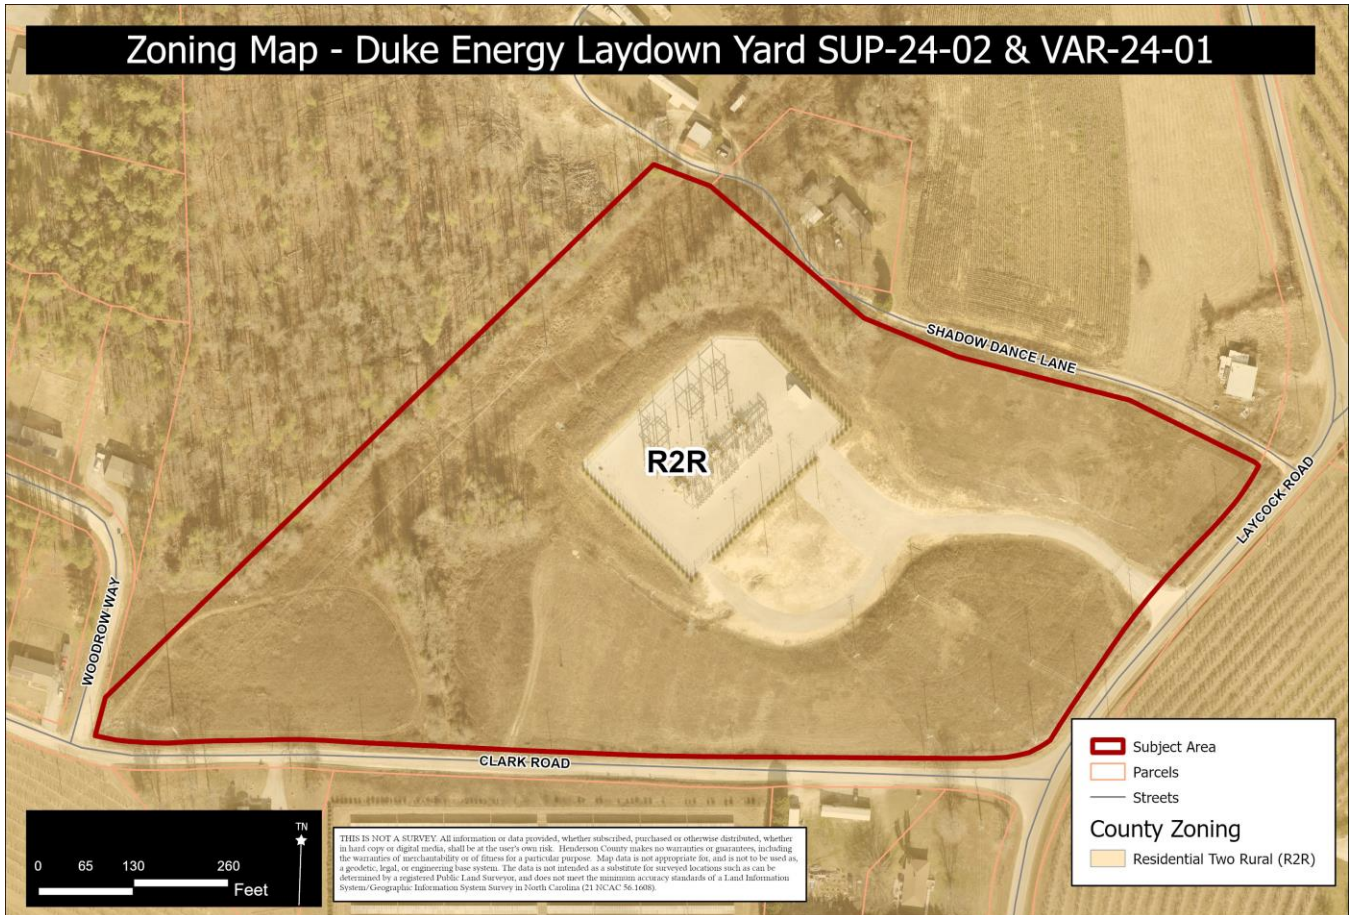 Zoning Map - Duke Energy Laydown Yard SUP-24-02 & VAR-24-01
SHADOW DANCE LANE
R2R
LAYCOCK ROAD
WOODROW WAY
CLARK ROAD
Subject Area
Parcels
Streets
County Zoning
Residential Two Rural (R2R)
TN
0 65 130 260
Feet
THIS IS NOT A SURVEY. All information or data provided, whether subscribed, purchased or otherwise distributed, whether
in hard copy or digital media, shall be at the user's own risk. Henderson County makes no warranties or guarantees, including
the warranties of merchantability or of fitness for a particular purpose. Map data is not appropriate for, and is not to be used as,
a geodetic, legal, or engineering base system. The data is not intended as a substitute for surveyed locations such as can be
determined by a registered Public Land Surveyor, and does not meet the minimum accuracy standards of a Land Information
System/Geographic Information System Survey in North Carolina (21 NCAC 56.1608).